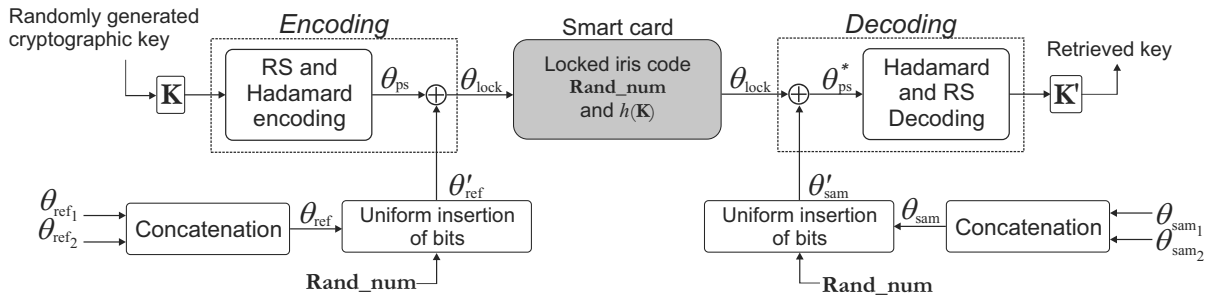 Randomly generated
cryptographic key
Encoding
Smart card
Decoding
Retrieved key
K
RS and
Hadamard
encoding
θps
⊕
θlock
Locked iris code
Rand_num
and h(K)
θlock
⊕
θ*ps
Hadamard
and RS
Decoding
K'
θ′ref
θ′sam
θref1
θref2
Concatenation
θref
Uniform insertion
of bits
Rand_num
Uniform insertion
of bits
θsam
Concatenation
θsam1
θsam2
Rand_num